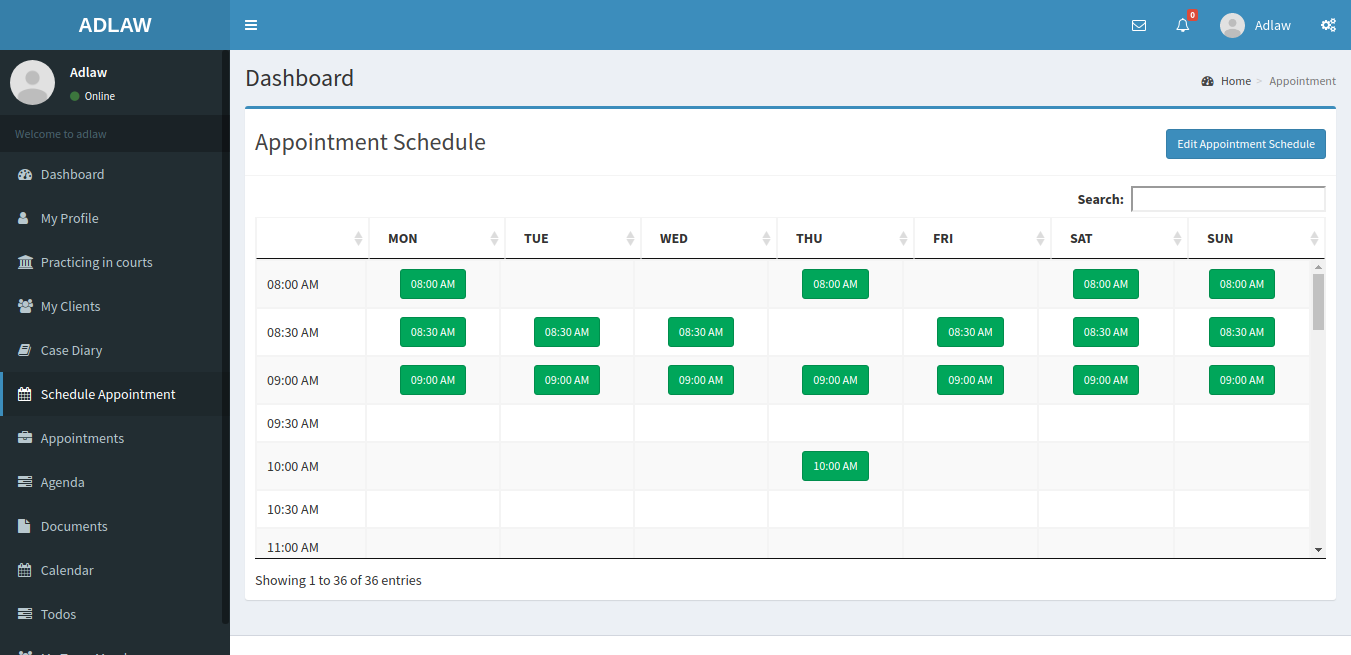 ADLAW
0
Adlaw
Adlaw
Online
Welcome to adlaw
Dashboard
My Profile
Practicing in courts
My Clients
Case Diary
Schedule Appointment
Appointments
Agenda
Documents
Calendar
Todos
Dashboard
Home > Appointment
Appointment Schedule
Edit Appointment Schedule
Search:
MON TUE WED THU FRI SAT SUN
08:00 AM 08:00 AM 08:00 AM 08:00 AM 08:00 AM
08:30 AM 08:30 AM 08:30 AM 08:30 AM 08:30 AM 08:30 AM 08:30 AM
09:00 AM 09:00 AM 09:00 AM 09:00 AM 09:00 AM 09:00 AM 09:00 AM 09:00 AM
09:30 AM
10:00 AM 10:00 AM
10:30 AM
11:00 AM
Showing 1 to 36 of 36 entries